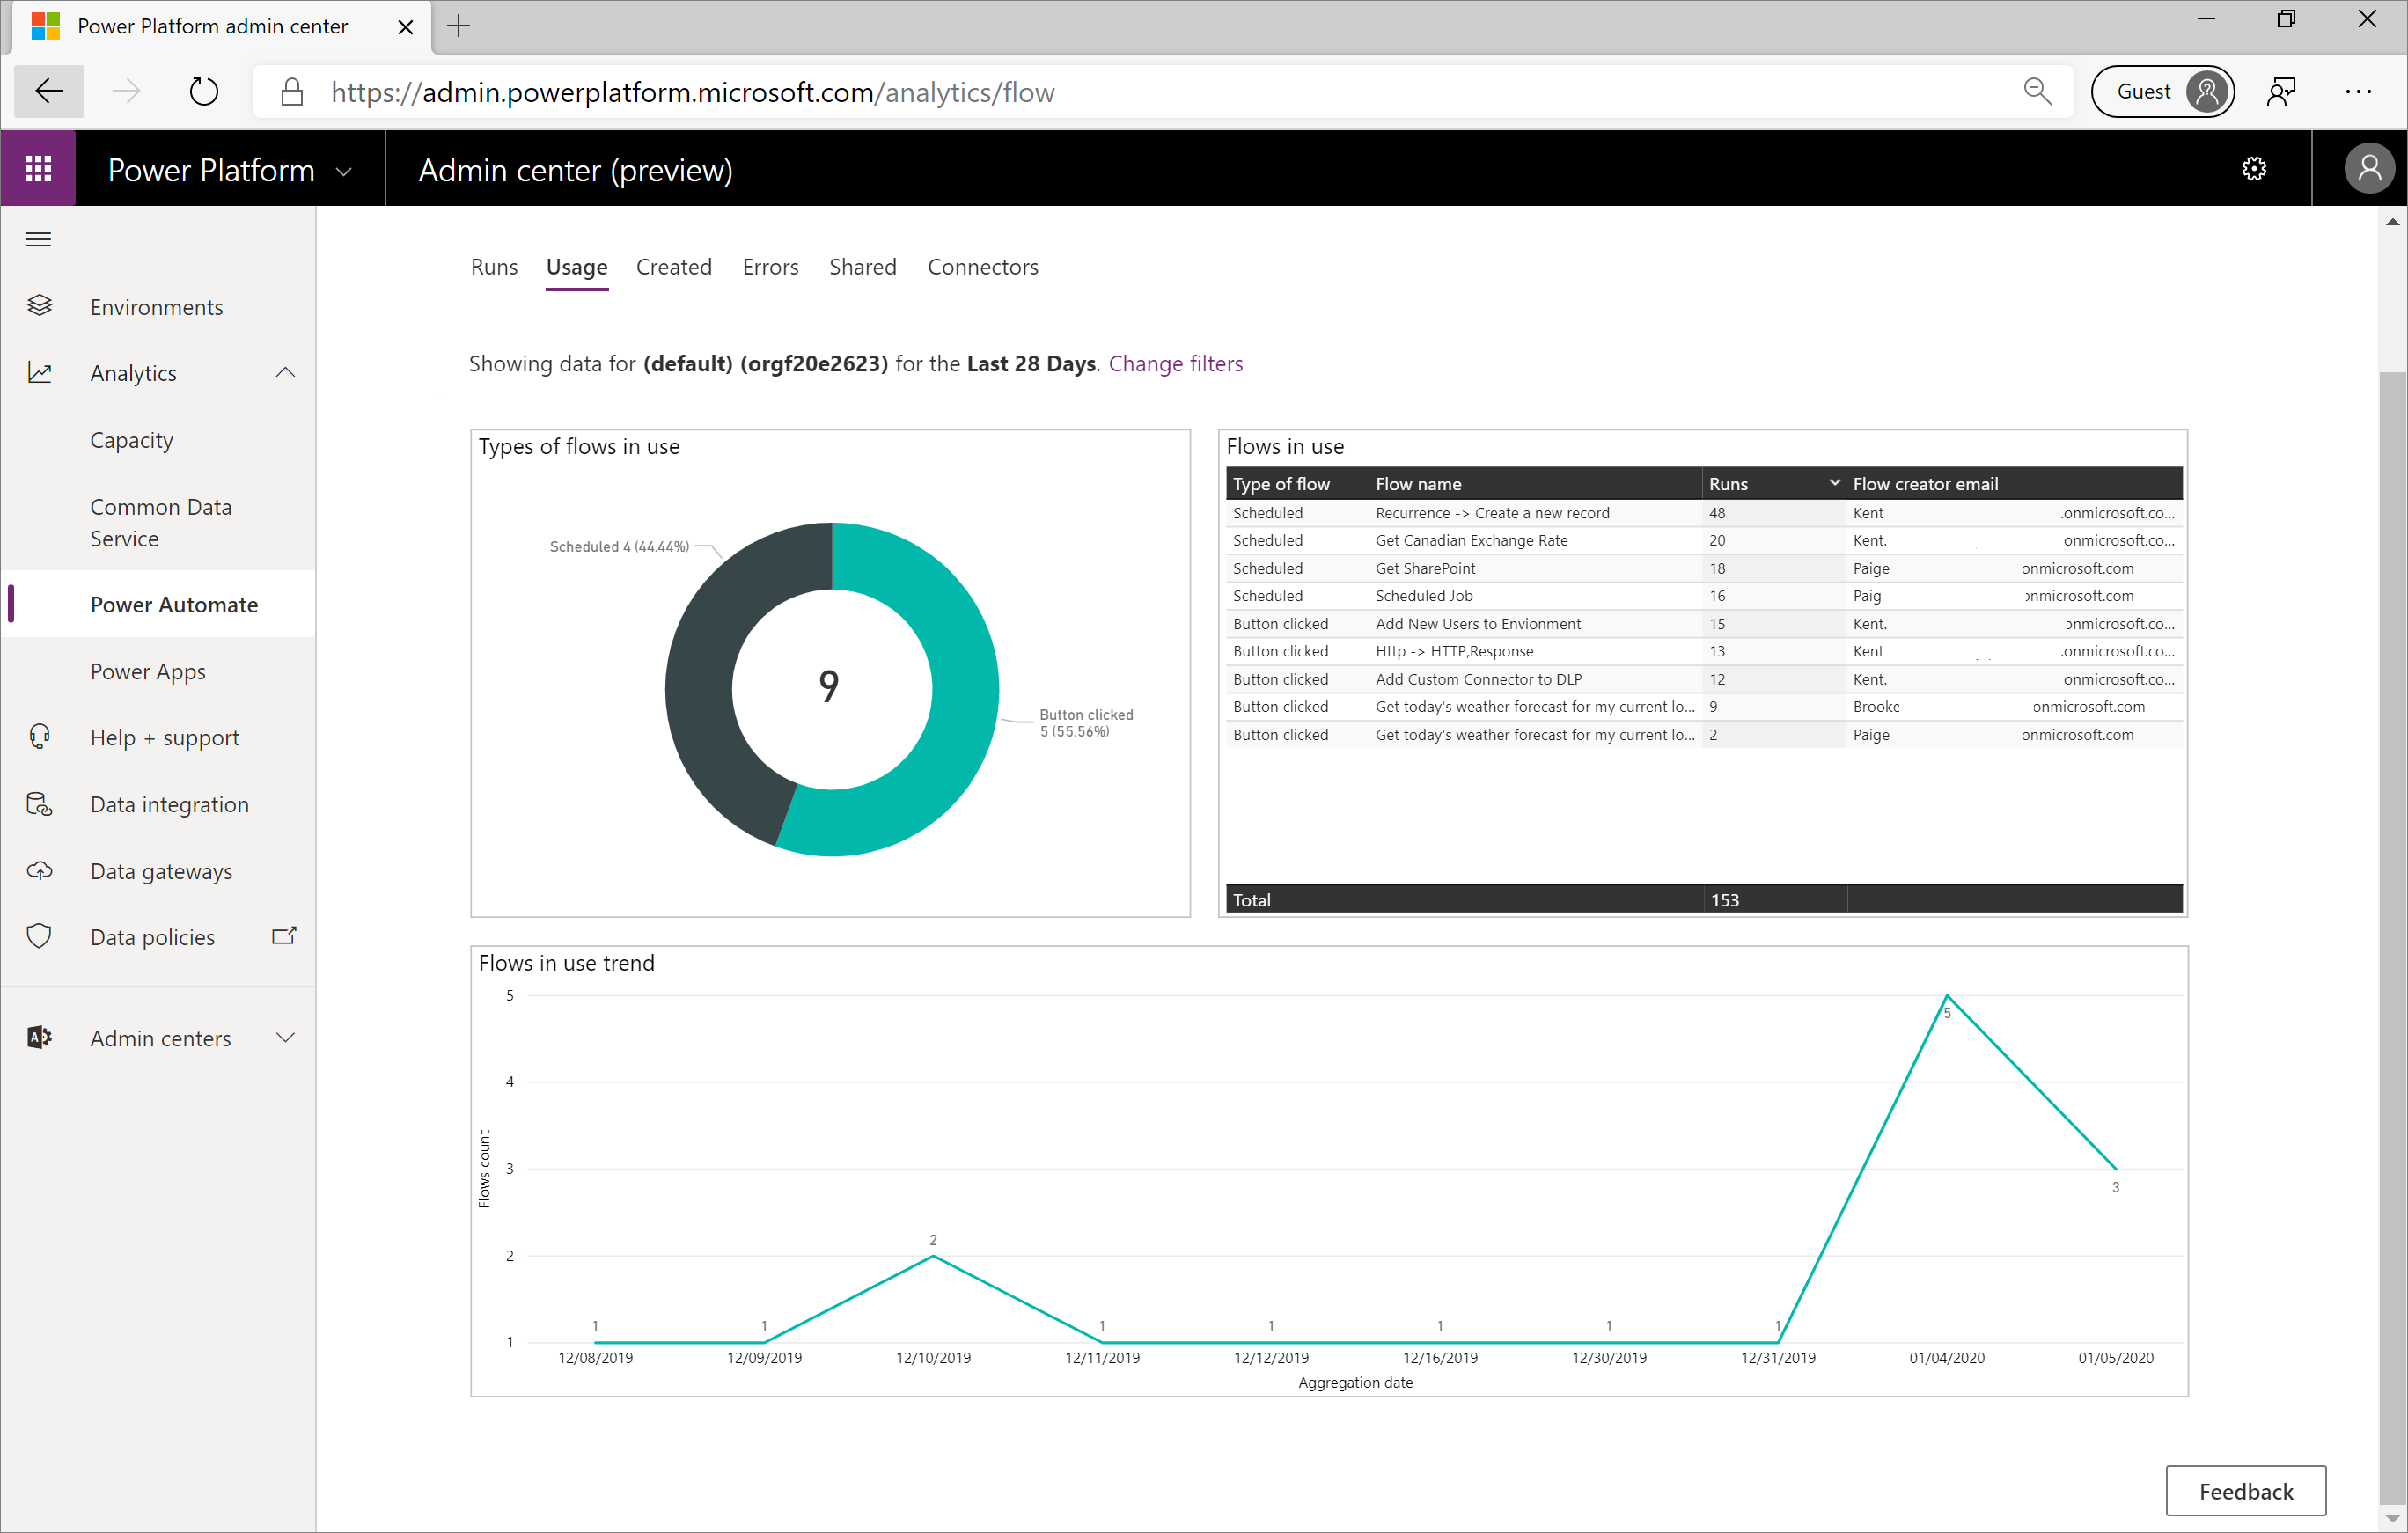 Power Platform admin center
https://admin.powerplatform.microsoft.com/analytics/flow
Guest
Power Platform
Admin center (preview)
Environments
Analytics
Capacity
Common Data
Service
Power Automate
Power Apps
Help + support
Data integration
Data gateways
Data policies
Admin centers
Runs Usage Created Errors Shared Connectors
Showing data for (default) (orgf20e2623) for the Last 28 Days. Change filters
Types of flows in use
Scheduled 4 (44.44%)
9
Button clicked
5 (55.56%)
Flows in use
Type of flow Flow name Runs Flow creator email
Scheduled Recurrence -> Create a new record 48 Kent .onmicrosoft.co...
Scheduled Get Canadian Exchange Rate 20 Kent. onmicrosoft.co...
Scheduled Get SharePoint 18 Paige onmicrosoft.com
Scheduled Scheduled Job 16 Paig onmicrosoft.com
Button clicked Add New Users to Envionment 15 Kent. onmicrosoft.co...
Button clicked Http -> HTTP,Response 13 Kent .onmicrosoft.co...
Button clicked Add Custom Connector to DLP 12 Kent. onmicrosoft.co...
Button clicked Get today's weather forecast for my current lo... 9 Brooke onmicrosoft.com
Button clicked Get today's weather forecast for my current lo... 2 Paige onmicrosoft.com
Total 153
Flows in use trend
Flows count
5
4
3
2
1
1 1 2 1 1 1 1 1 5 3
12/08/2019 12/09/2019 12/10/2019 12/11/2019 12/12/2019 12/16/2019 12/30/2019 12/31/2019 01/04/2020 01/05/2020
Aggregation date
Feedback